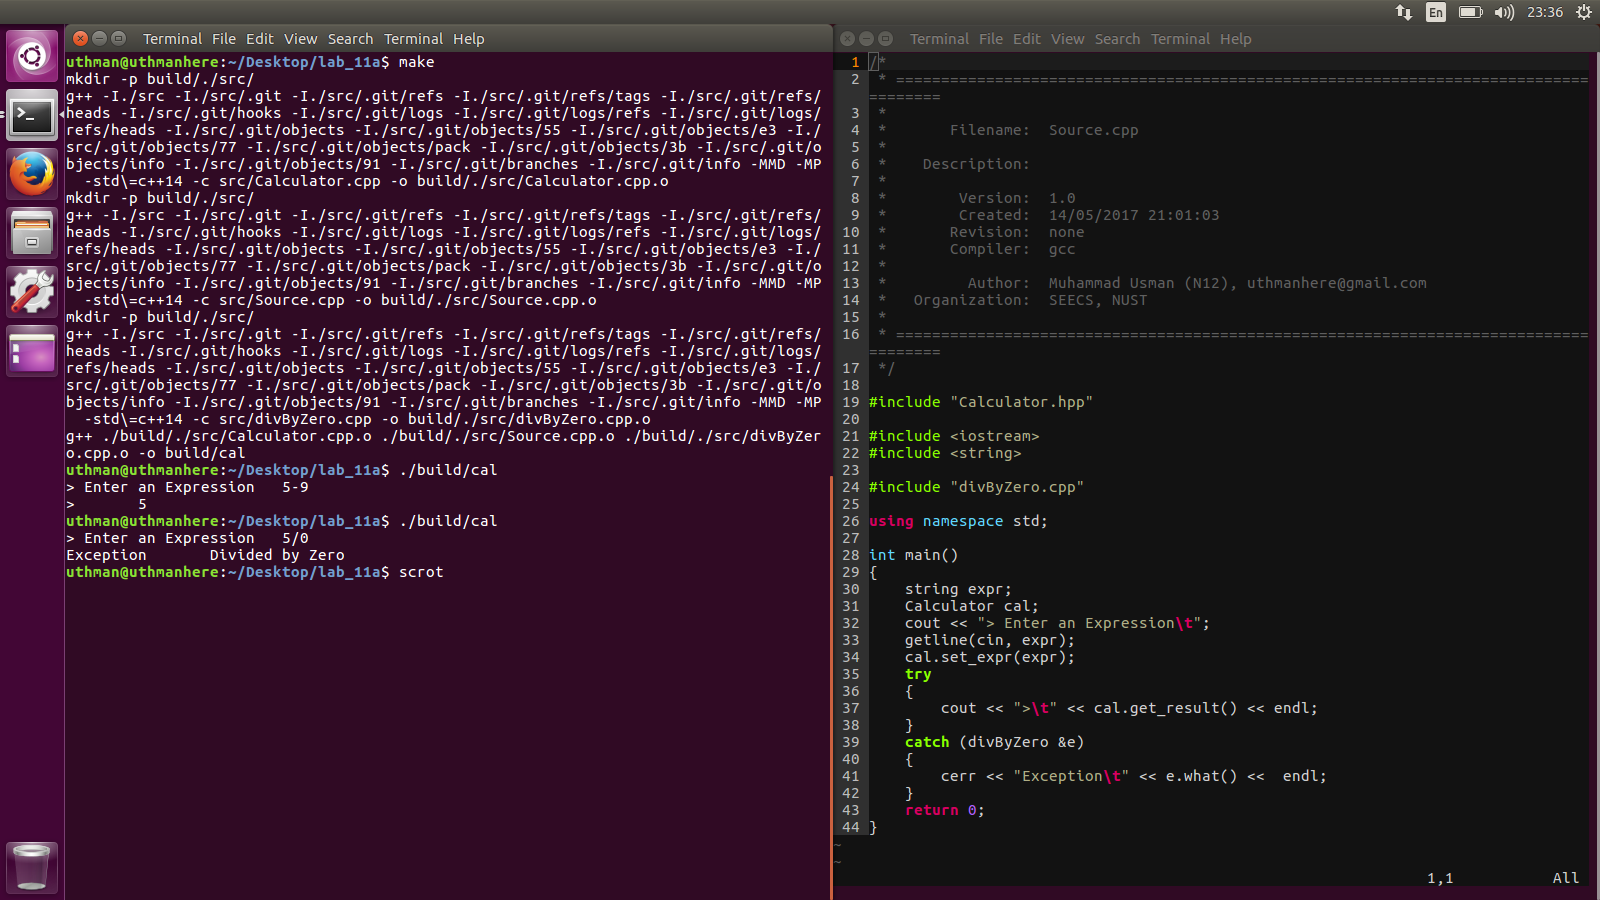 En 23:36
Terminal File Edit View Search Terminal Help
uthman@uthmanhere:~/Desktop/lab_11a$ make
mkdir -p build/./src/
g++ -I./src -I./src/.git -I./src/.git/refs -I./src/.git/refs/tags -I./src/.git/refs/
heads -I./src/.git/hooks -I./src/.git/logs -I./src/.git/logs/refs -I./src/.git/logs/
refs/heads -I./src/.git/objects -I./src/.git/objects/55 -I./src/.git/objects/e3 -I./
src/.git/objects/77 -I./src/.git/objects/pack -I./src/.git/objects/3b -I./src/.git/o
bjects/info -I./src/.git/objects/91 -I./src/.git/branches -I./src/.git/info -MMD -MP
  -std\=c++14 -c src/Calculator.cpp -o build/./src/Calculator.cpp.o
mkdir -p build/./src/
g++ -I./src -I./src/.git -I./src/.git/refs -I./src/.git/refs/tags -I./src/.git/refs/
heads -I./src/.git/hooks -I./src/.git/logs -I./src/.git/logs/refs -I./src/.git/logs/
refs/heads -I./src/.git/objects -I./src/.git/objects/55 -I./src/.git/objects/e3 -I./
src/.git/objects/77 -I./src/.git/objects/pack -I./src/.git/objects/3b -I./src/.git/o
bjects/info -I./src/.git/objects/91 -I./src/.git/branches -I./src/.git/info -MMD -MP
  -std\=c++14 -c src/Source.cpp -o build/./src/Source.cpp.o
mkdir -p build/./src/
g++ -I./src -I./src/.git -I./src/.git/refs -I./src/.git/refs/tags -I./src/.git/refs/
heads -I./src/.git/hooks -I./src/.git/logs -I./src/.git/logs/refs -I./src/.git/logs/
refs/heads -I./src/.git/objects -I./src/.git/objects/55 -I./src/.git/objects/e3 -I./
src/.git/objects/77 -I./src/.git/objects/pack -I./src/.git/objects/3b -I./src/.git/o
bjects/info -I./src/.git/objects/91 -I./src/.git/branches -I./src/.git/info -MMD -MP
  -std\=c++14 -c src/divByZero.cpp -o build/./src/divByZero.cpp.o
g++ ./build/./src/Calculator.cpp.o ./build/./src/Source.cpp.o ./build/./src/divByZer
o.cpp.o -o build/cal
uthman@uthmanhere:~/Desktop/lab_11a$ ./build/cal
> Enter an Expression   5-9
>       5
uthman@uthmanhere:~/Desktop/lab_11a$ ./build/cal
> Enter an Expression   5/0
Exception       Divided by Zero
uthman@uthmanhere:~/Desktop/lab_11a$ scrot
Terminal File Edit View Search Terminal Help
1 /*
2  * =============================================================================
========
3  *
4  *       Filename:  Source.cpp
5  *
6  *    Description:
7  *
8  *        Version:  1.0
9  *        Created:  14/05/2017 21:01:03
10  *       Revision:  none
11  *       Compiler:  gcc
12  *
13  *         Author:  Muhammad Usman (N12), uthmanhere@gmail.com
14  *   Organization:  SEECS, NUST
15  *
16  * =============================================================================
========
17  */
18
19 #include "Calculator.hpp"
20
21 #include <iostream>
22 #include <string>
23
24 #include "divByZero.cpp"
25
26 using namespace std;
27
28 int main()
29 {
30     string expr;
31     Calculator cal;
32     cout << "> Enter an Expression\t";
33     getline(cin, expr);
34     cal.set_expr(expr);
35     try
36     {
37         cout << ">\t" << cal.get_result() << endl;
38     }
39     catch (divByZero &e)
40     {
41         cerr << "Exception\t" << e.what() <<  endl;
42     }
43     return 0;
44 }
~
~
1,1 All